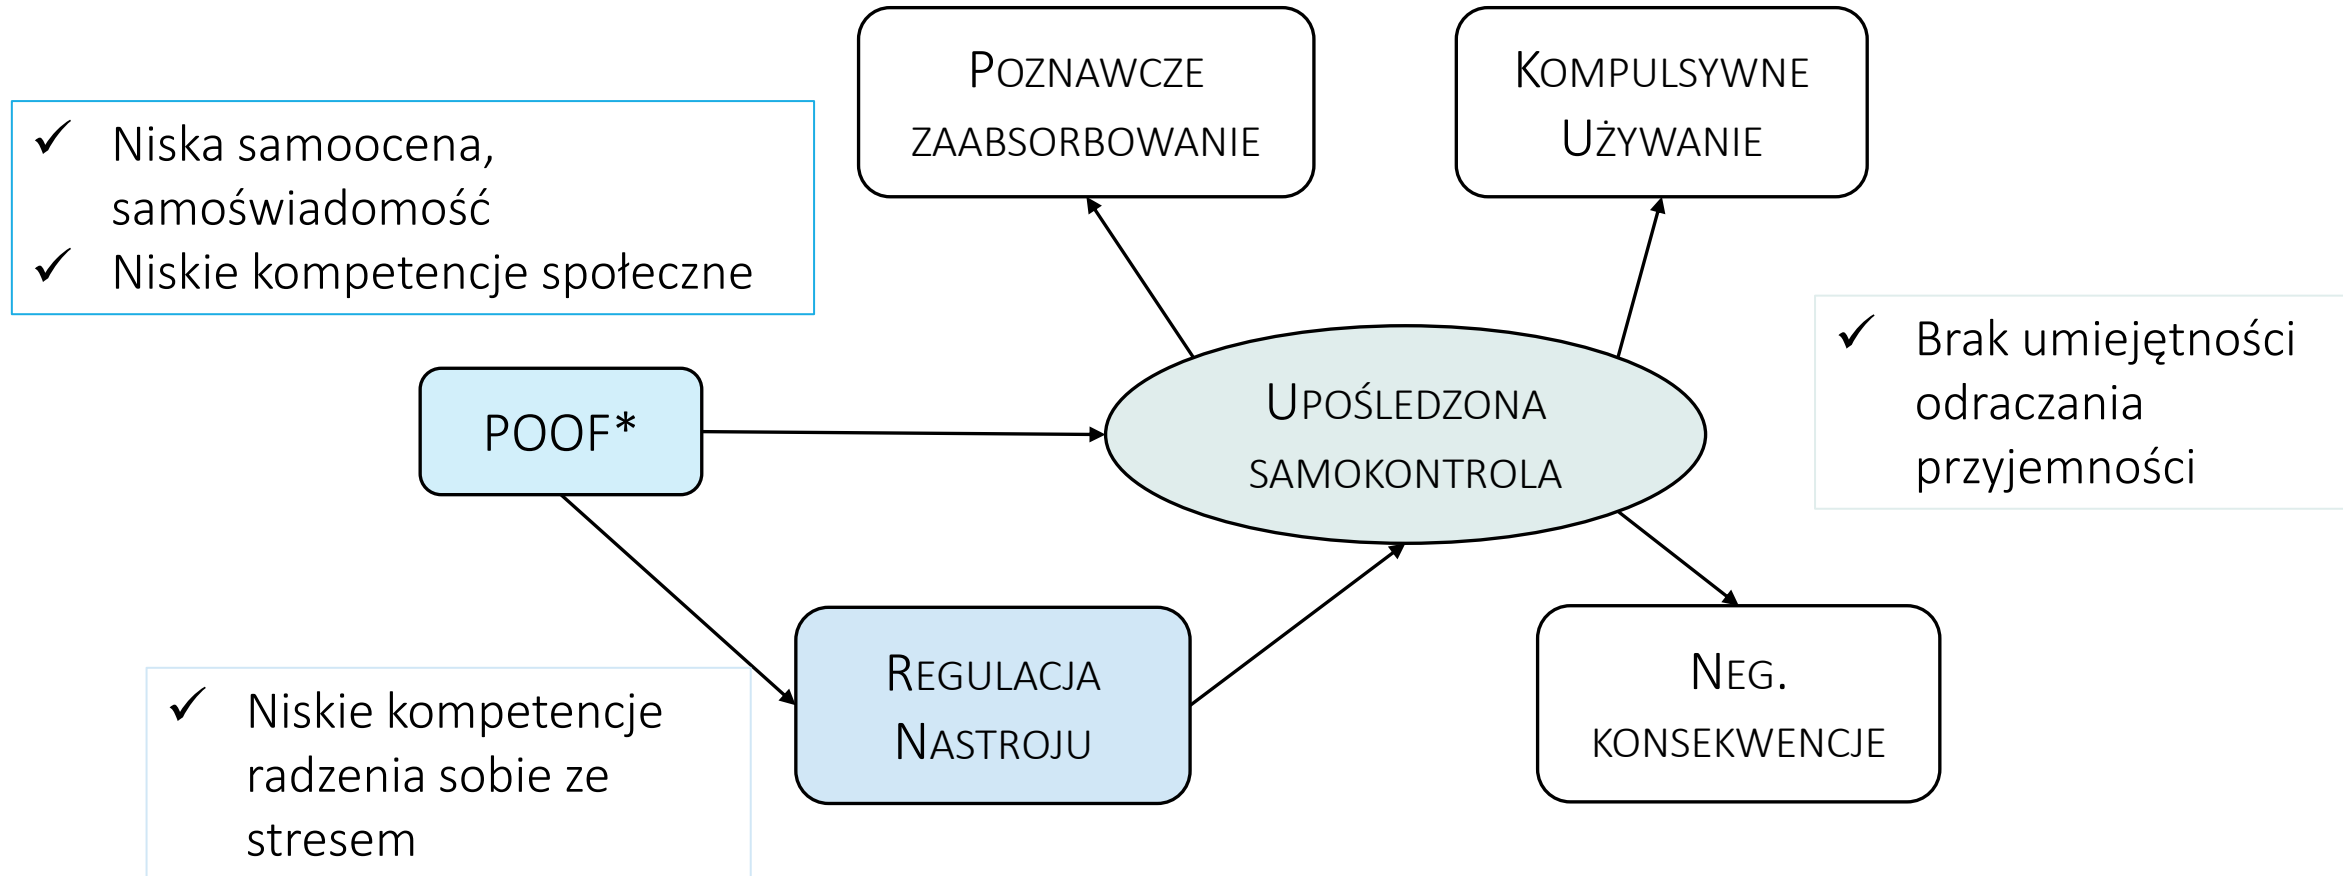 Poznawcze
zaabsorbowanie
Kompulsywne
Używanie
✓ Niska samoocena,
samoświadomość
✓ Niskie kompetencje społeczne
✓ Brak umiejętności
odraczania
przyjemności
POOF*
Upośledzona
samokontrola
Regulacja
Nastroju
Neg.
konsekwencje
✓ Niskie kompetencje
radzenia sobie ze
stresem